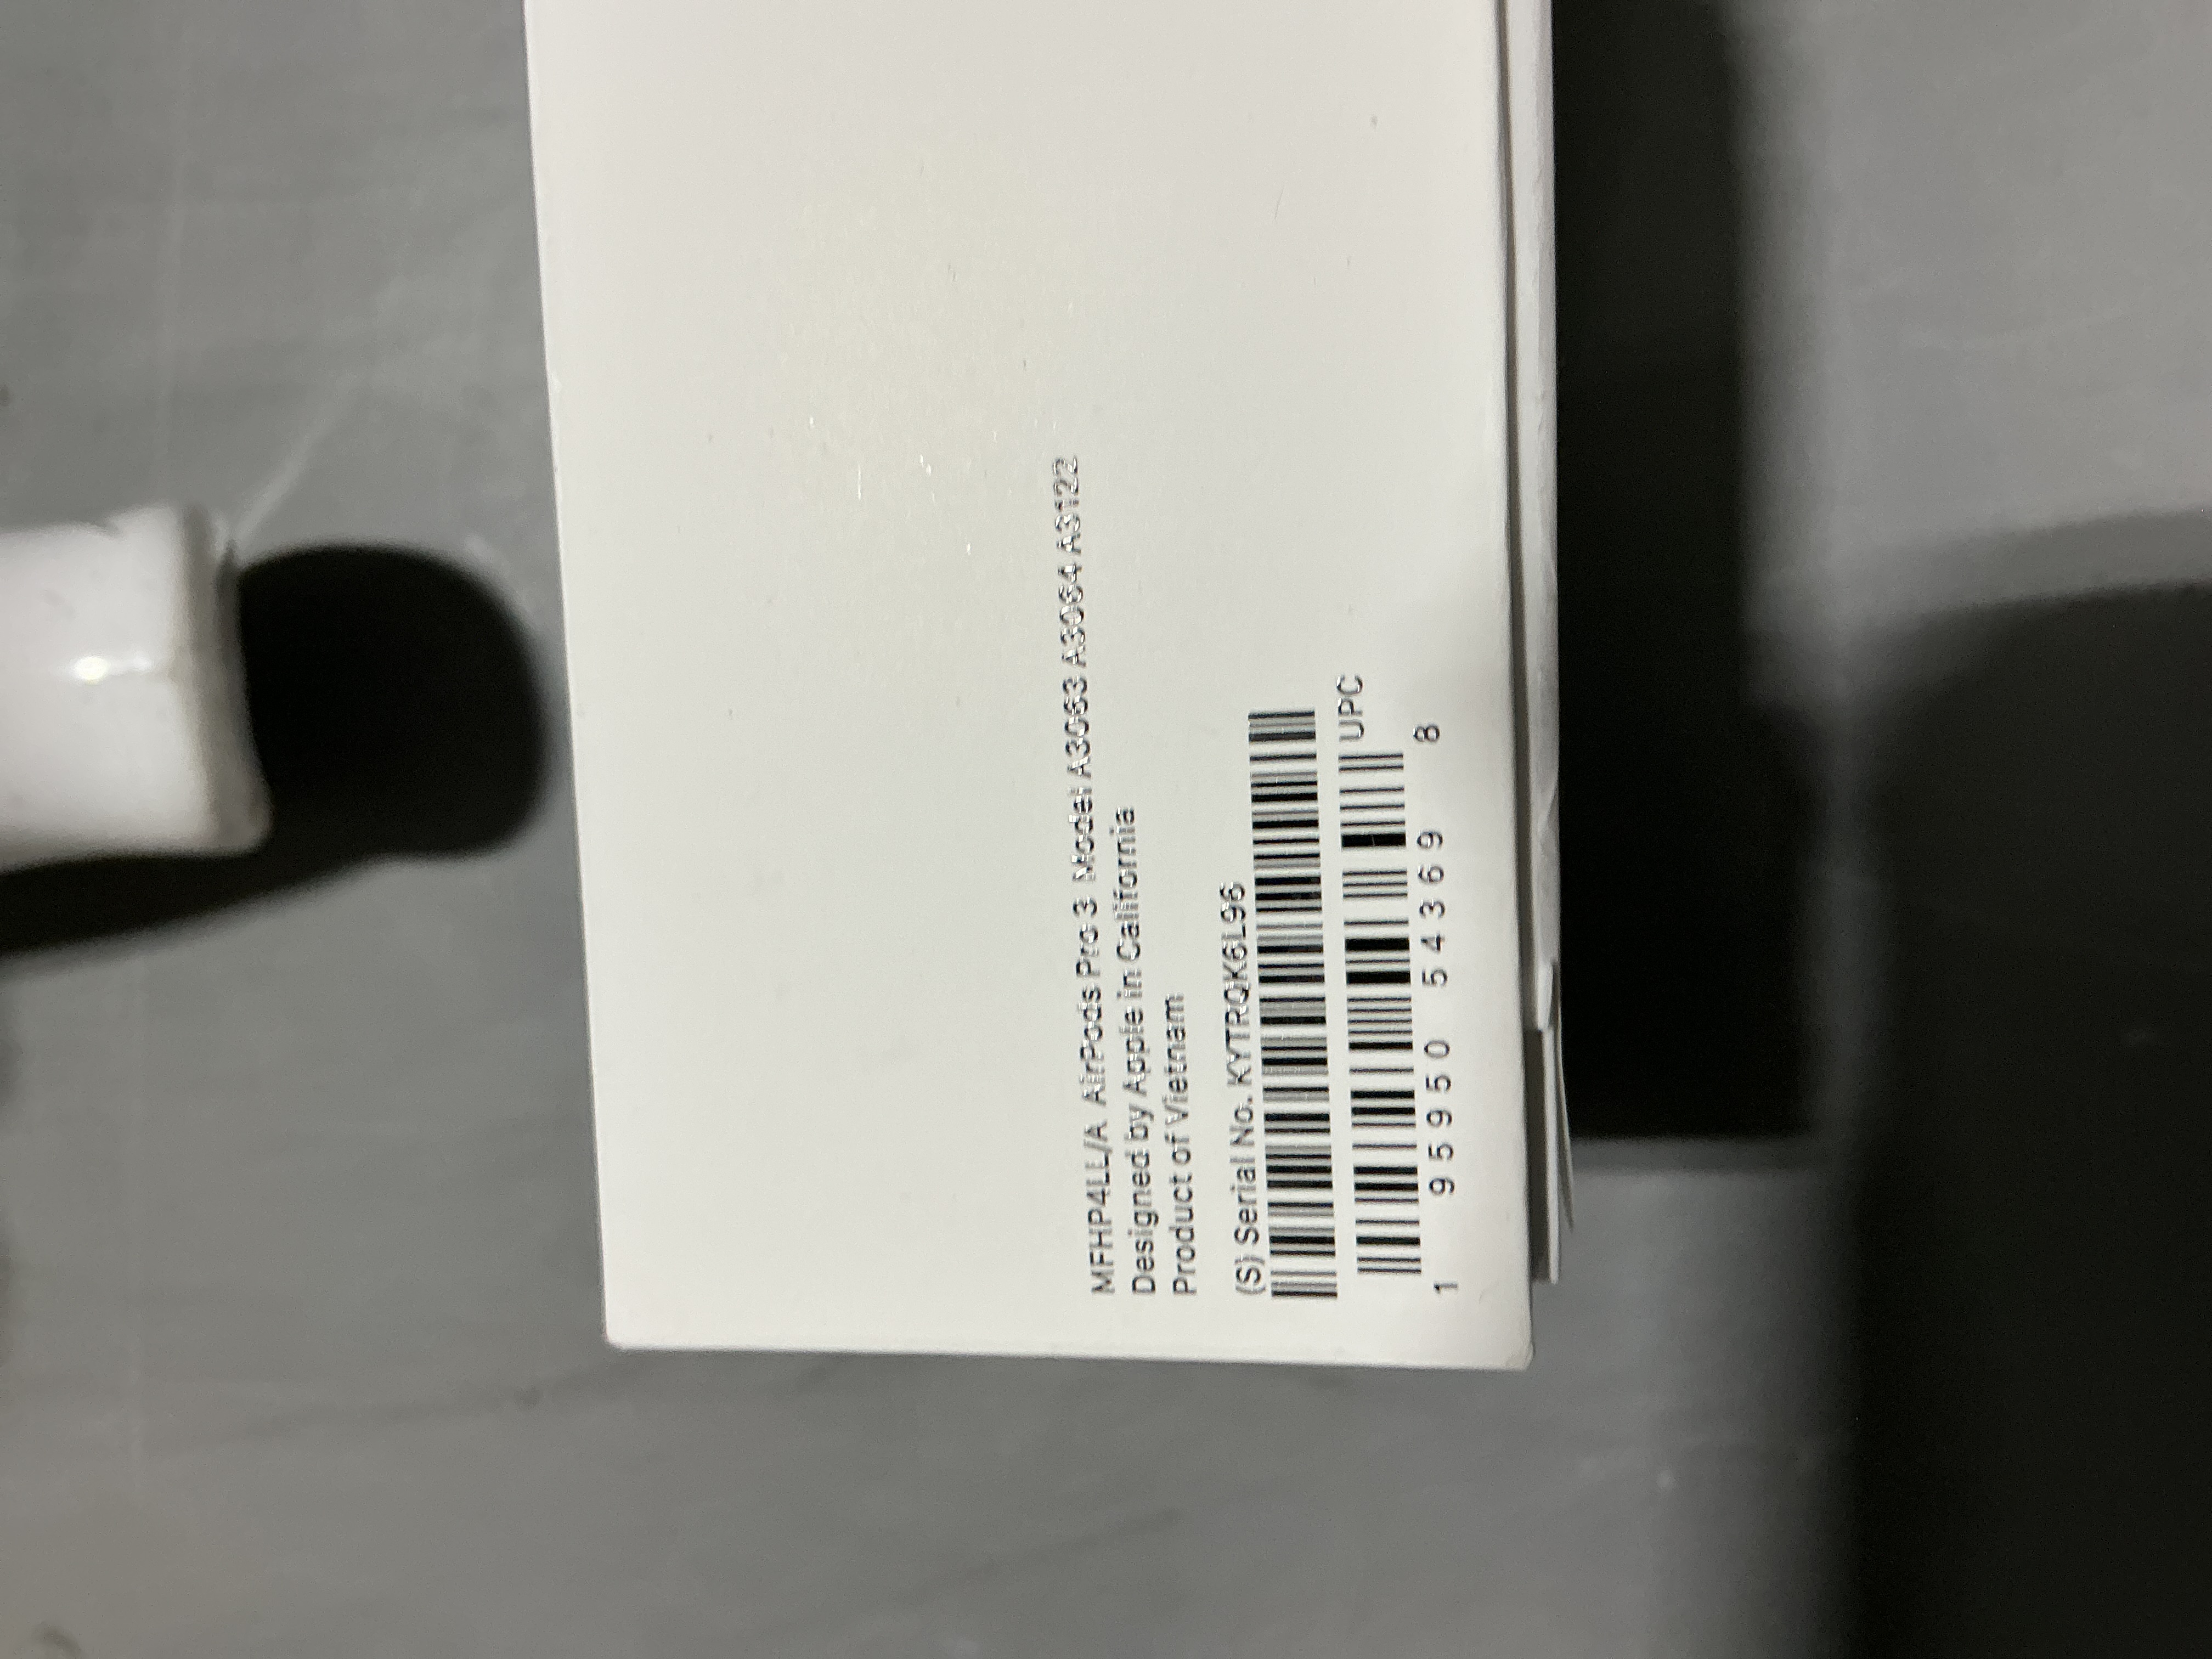 MFHP4LL/A AirPods Pro 3 Model A3063 A3064 A3122
Designed by Apple in California
Product of Vietnam
(S) Serial No. KYTRQK6L96
UPC
1 95950 54369 8